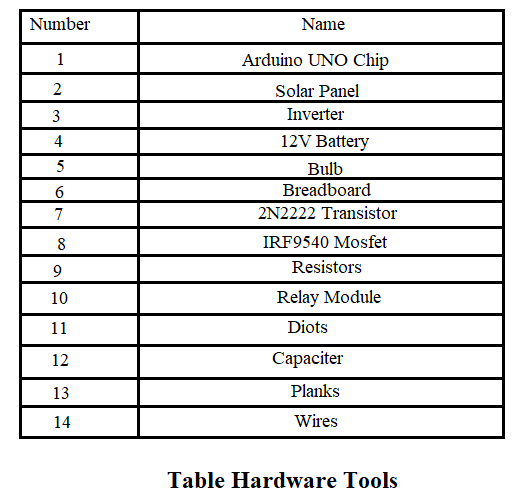 Number Name
1 Arduino UNO Chip
2 Solar Panel
3 Inverter
4 12V Battery
5 Bulb
6 Breadboard
7 2N2222 Transistor
8 IRF9540 Mosfet
9 Resistors
10 Relay Module
11 Diots
12 Capaciter
13 Planks
14 Wires
Table Hardware Tools